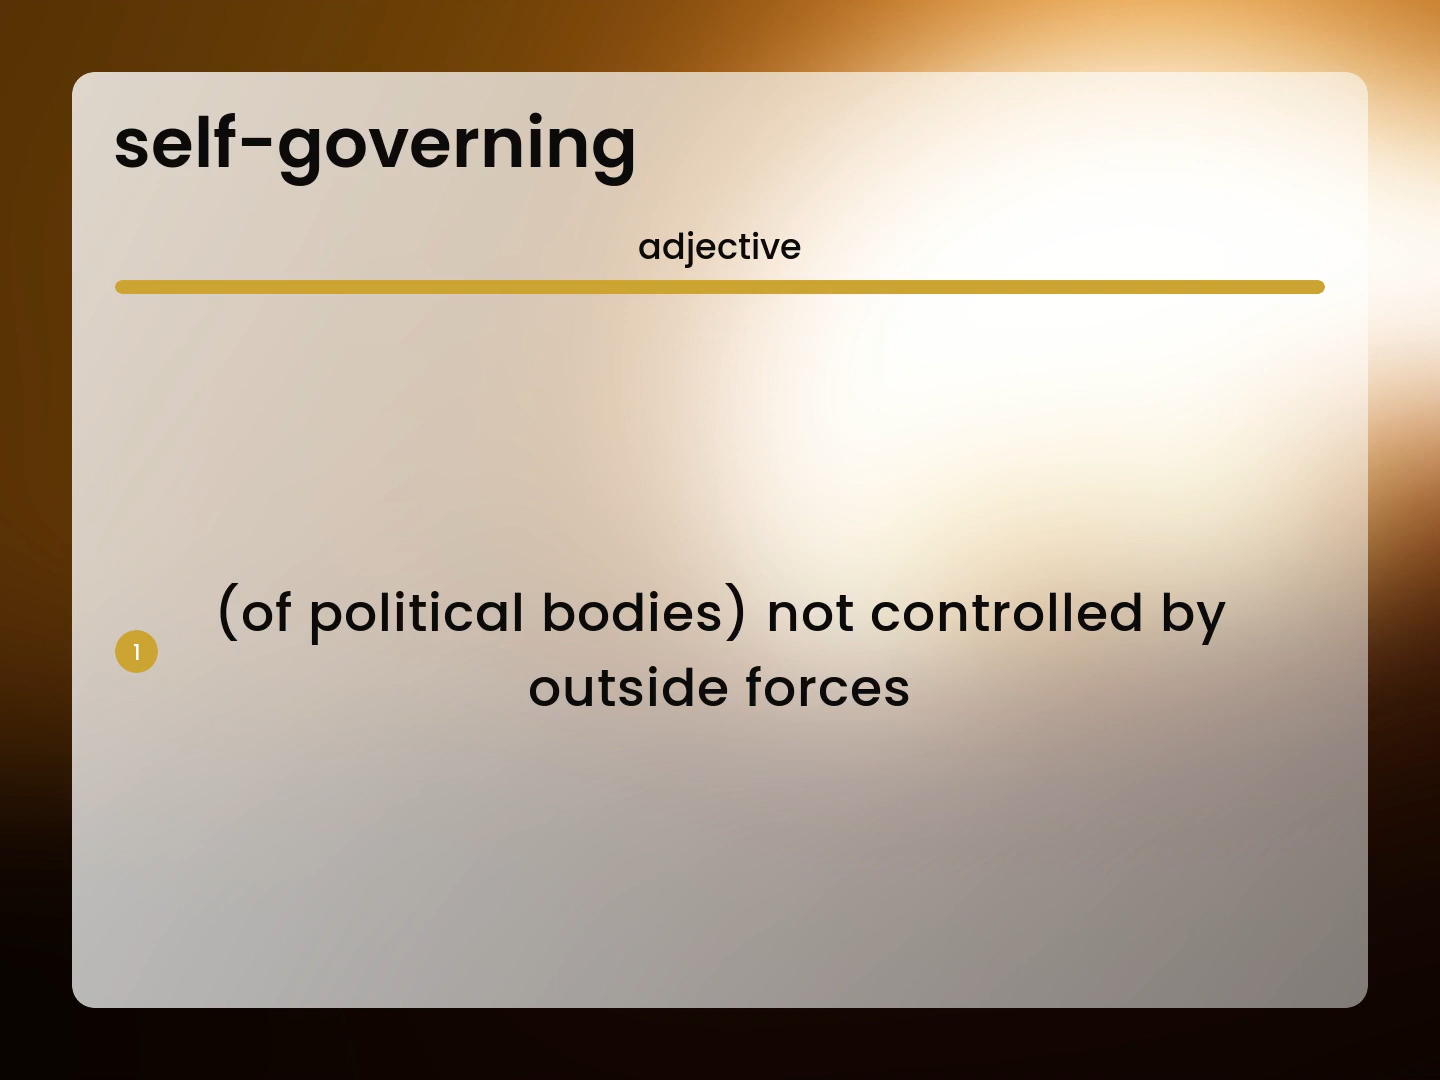 self-governing
adjective
(of political bodies) not controlled by
1
outside forces